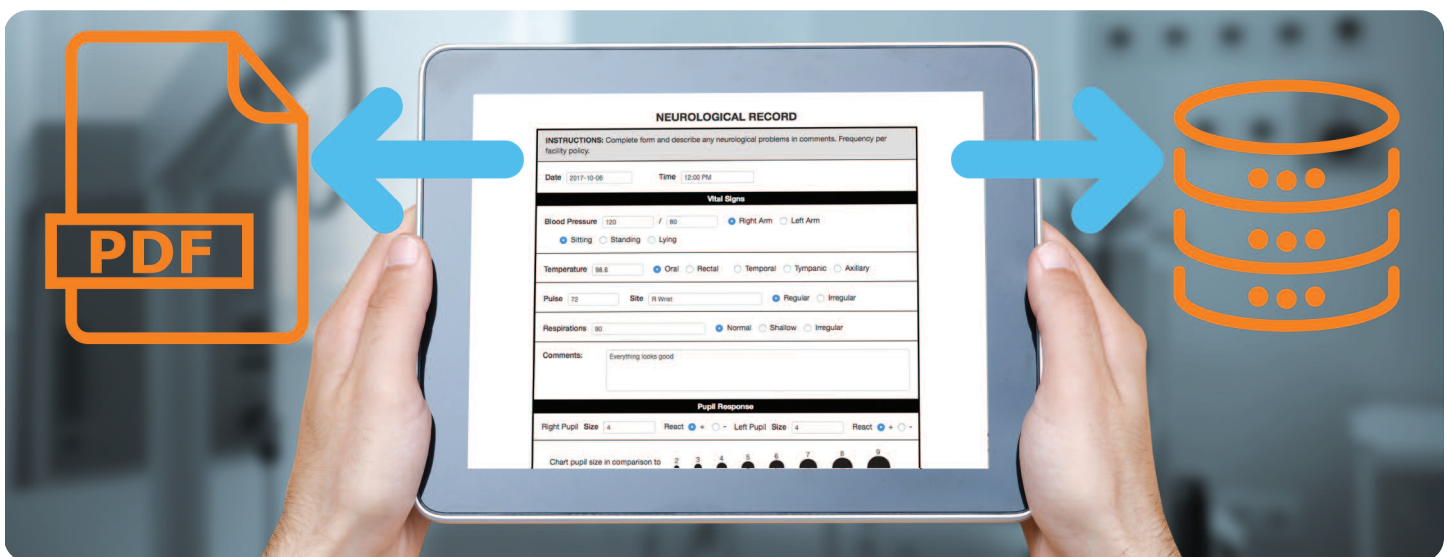 PDF
NEUROLOGICAL RECORD
INSTRUCTIONS: Complete form and describe any neurological problems in comments. Frequency per
facility policy.
Date 2017-10-06 Time 12:00 PM
Vital Signs
Blood Pressure 120 / 80 Right Arm Left Arm
Sitting Standing Lying
Temperature 98.6 Oral Rectal Temporal Tympanic Axillary
Pulse 72 Site R Wrist Regular Irregular
Respirations 90 Normal Shallow Irregular
Comments: Everything looks good
Pupil Response
Right Pupil Size 4 React + - Left Pupil Size 4 React + -
2 3 4 5 6 7 8 9
Chart pupil size in comparison to